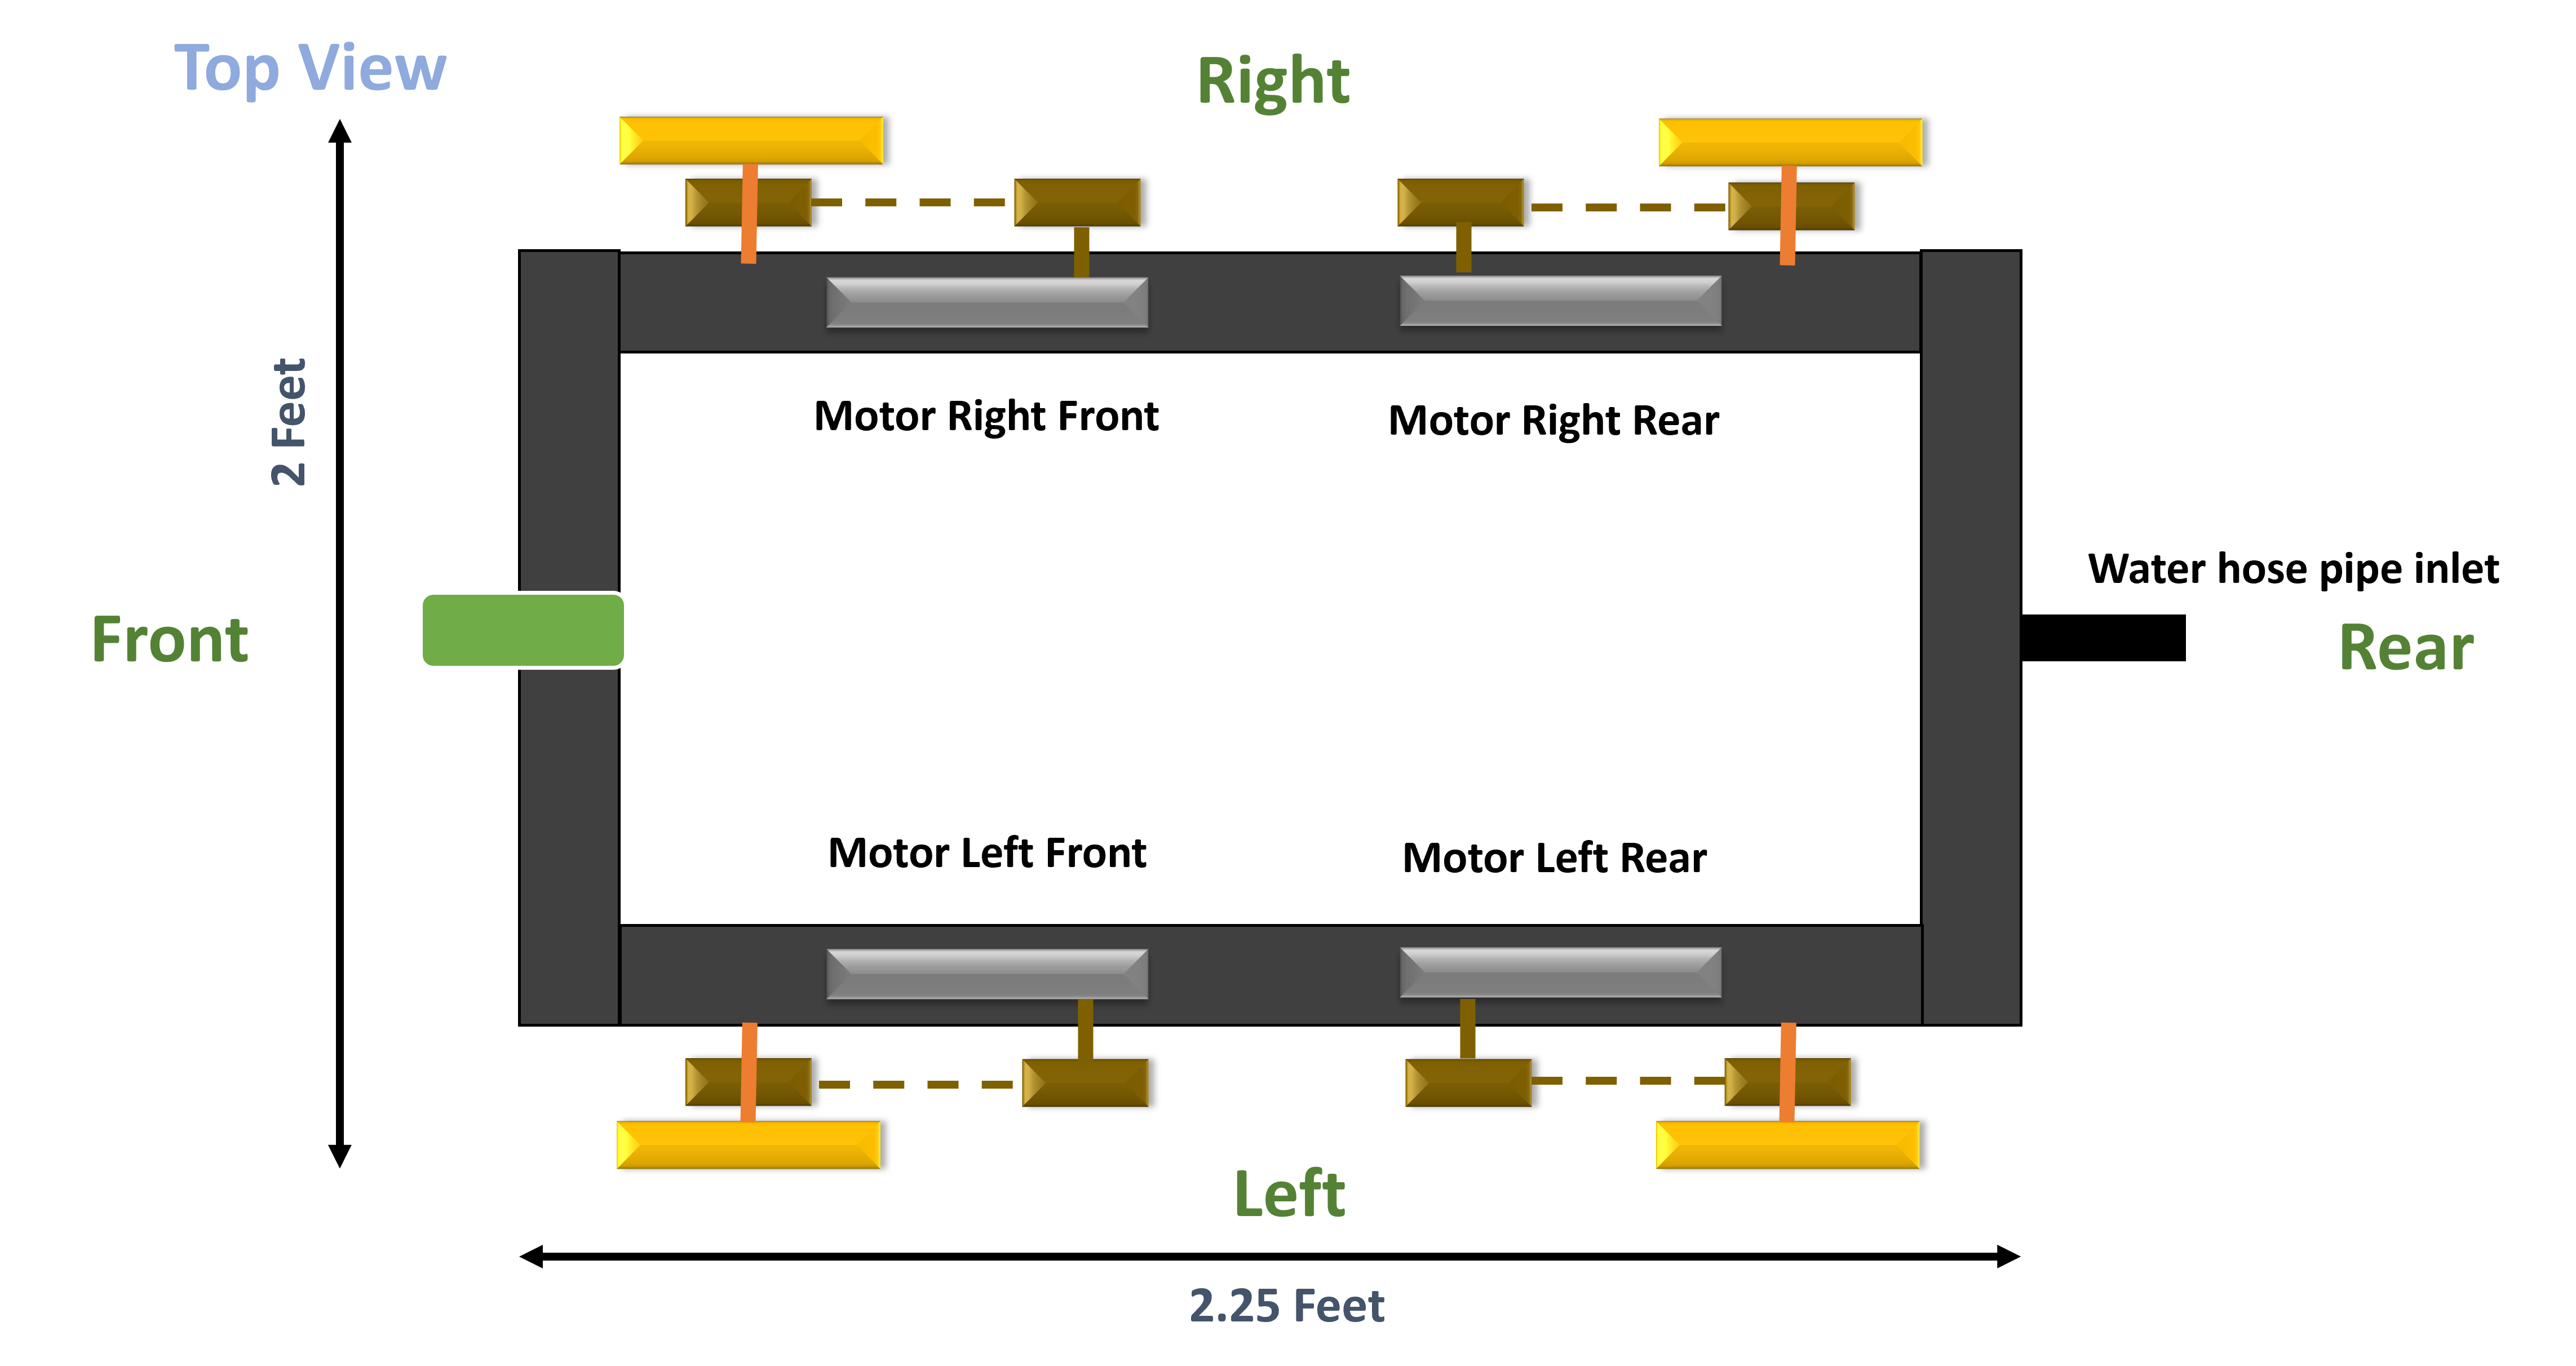 Top View
Right
2 Feet
Motor Right Front
Motor Right Rear
Water hose pipe inlet
Front
Rear
Motor Left Front
Motor Left Rear
Left
2.25 Feet